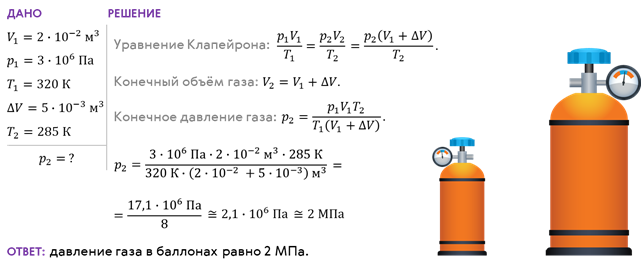 ДАНО
V₁ = 2 · 10⁻² м³
p₁ = 3 · 10⁶ Па
T₁ = 320 К
ΔV = 5 · 10⁻³ м³
T₂ = 285 К
p₂ = ?
РЕШЕНИЕ
Уравнение Клапейрона: p₁V₁/T₁ = p₂V₂/T₂ = p₂(V₁ + ΔV)/T₂.
Конечный объём газа: V₂ = V₁ + ΔV.
Конечное давление газа: p₂ = p₁V₁T₂/T₁(V₁ + ΔV).
p₂ = 3 · 10⁶ Па · 2 · 10⁻² м³ · 285 К/320 К · (2 · 10⁻² + 5 · 10⁻³) м³ =
= 17,1 · 10⁶ Па/8 ≅ 2,1 · 10⁶ Па ≅ 2 МПа
ОТВЕТ: давление газа в баллонах равно 2 МПа.